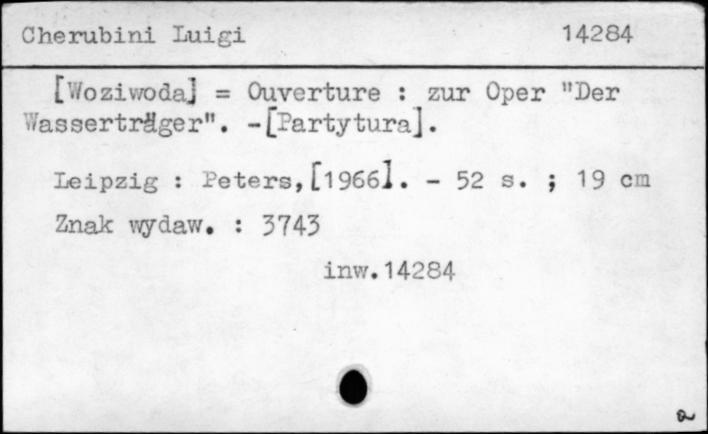 Cherubini Luigi 14284
[Woziwoda] = Ouverture : zur Oper "Der
Wasserträger". -[Partytura].
Leipzig : Peters,[1966]. - 52 s. ; 19 cm
Znak wydaw. : 3743
inw.14284